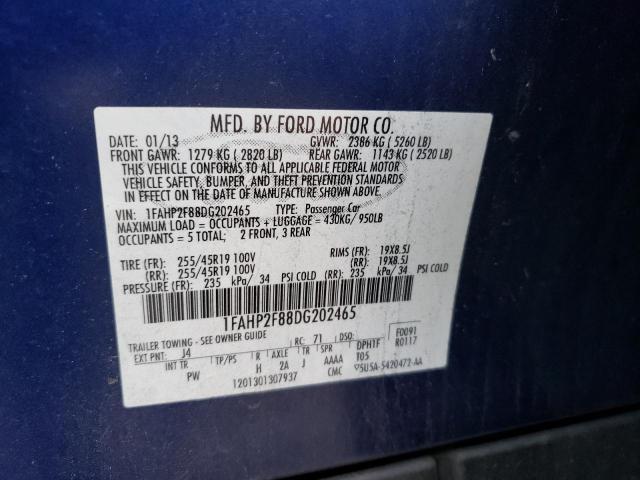 MFD. BY FORD MOTOR CO.
DATE: 01/13 GVWR: 2386 KG ( 5260 LB)
FRONT GAWR: 1279 KG ( 2820 LB) REAR GAWR: 1143 KG ( 2520 LB)
THIS VEHICLE CONFORMS TO ALL APPLICABLE FEDERAL MOTOR
VEHICLE SAFETY, BUMPER, AND THEFT PREVENTION STANDARDS
IN EFFECT ON THE DATE OF MANUFACTURE SHOWN ABOVE.
VIN: 1FAHP2F88DG202465 TYPE: Passenger Car
MAXIMUM LOAD = OCCUPANTS + LUGGAGE = 430KG/ 950LB
OCCUPANTS = 5 TOTAL; 2 FRONT, 3 REAR
TIRE (FR): 255/45R19 100V RIMS (FR): 19X8.5J
(RR): 255/45R19 100V (RR): 19X8.5J
PRESSURE (FR): 235 kPa/ 34 PSI COLD (RR): 235 kPa/ 34 PSI COLD
1FAHP2F88DG202465
TRAILER TOWING - SEE OWNER GUIDE
EXT PNT: J4 RC: 71 DSO: F0091
R0117
INT TR TP/PS R AXLE TR SPR DPH1F
PW H 2A J AAAA T05
1201301307937 CMC ▽5U5A-5420472-AA